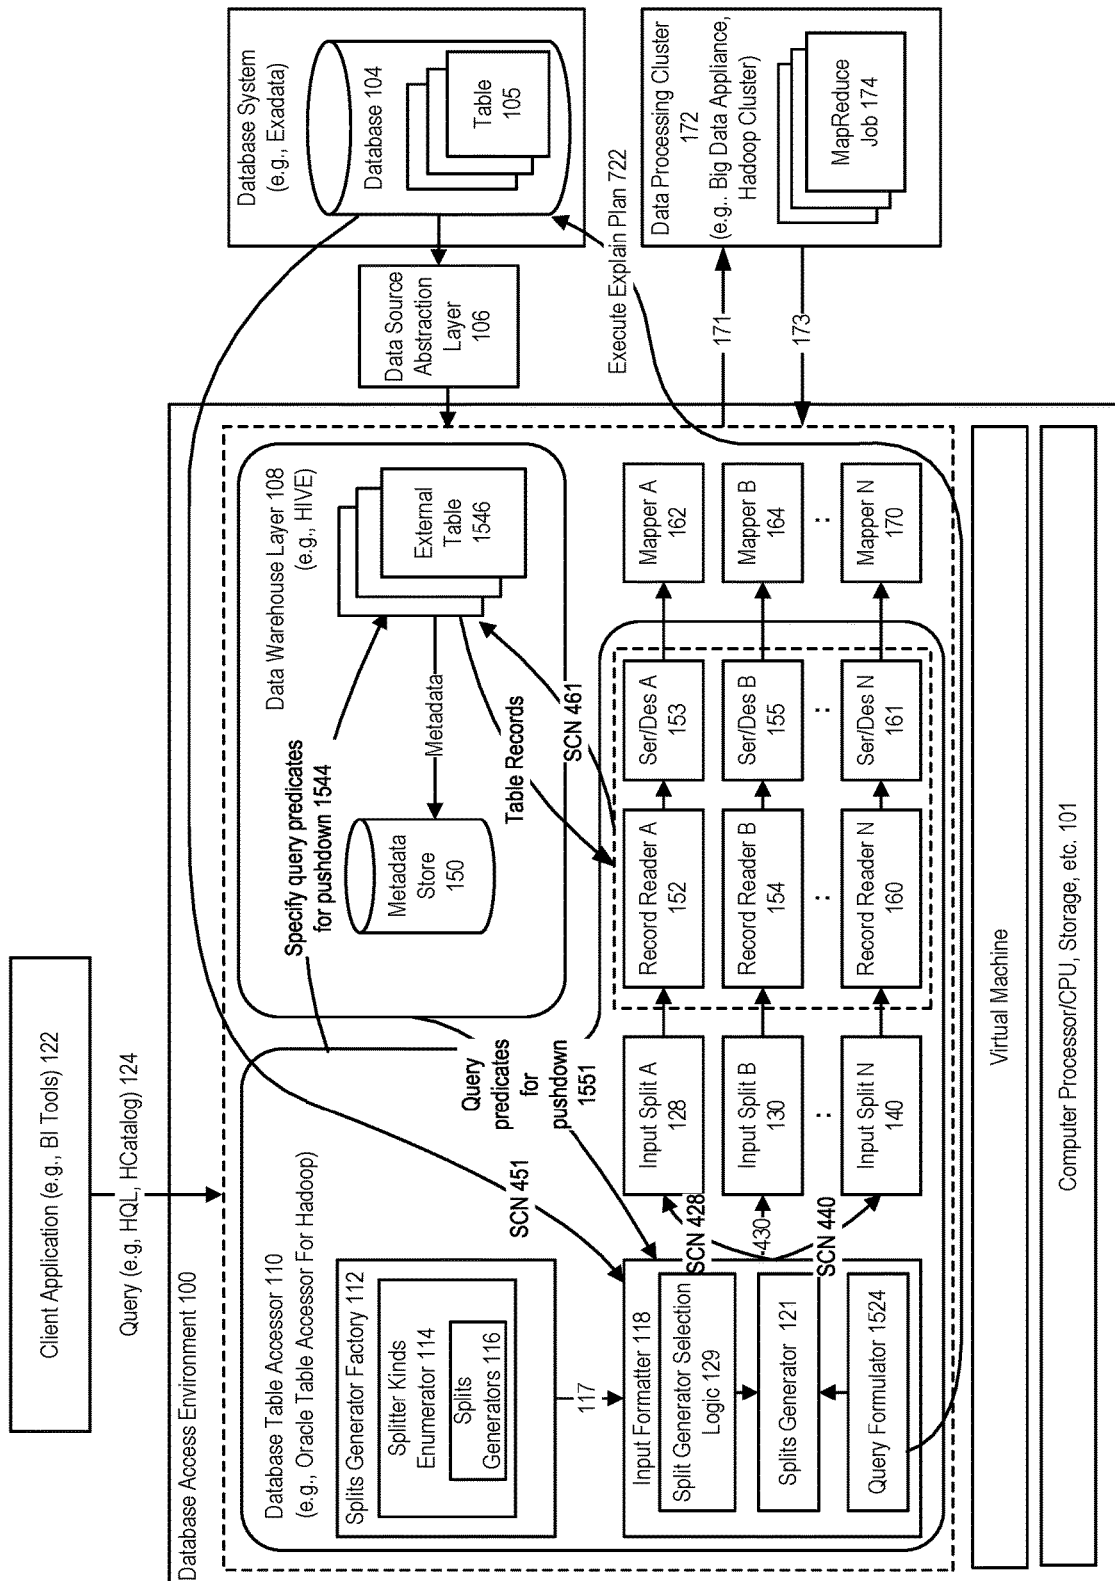 Client Application (e.g., BI Tools) 122
Query (e.g, HQL, HCatalog) 124
Database Access Environment 100
Database Table Accessor 110
(e.g., Oracle Table Accessor For Hadoop)
Splits Generator Factory 112
Splitter Kinds
Enumerator 114
Splits
Generators 116
117
Input Formatter 118
Split Generator Selection
Logic 129
Splits Generator 121
Query Formulator 1524
SCN 451
Query
predicates
for
pushdown
1551
SCN 428
430
SCN 440
Input Split A
128
Input Split B
130
:
Input Split N
140
Specify query predicates
for pushdown 1544
Data Warehouse Layer 108
(e.g., HIVE)
Metadata
Store
150
Metadata
External
Table
1546
Table Records
SCN 461
Record Reader A
152
Record Reader B
154
:
Record Reader N
160
Ser/Des A
153
Ser/Des B
155
:
Ser/Des N
161
Mapper A
162
Mapper B
164
:
Mapper N
170
Data Source
Abstraction
Layer
106
Database System
(e.g., Exadata)
Database 104
Table
105
Execute Explain Plan 722
171
173
Data Processing Cluster
172
(e.g.. Big Data Appliance,
Hadoop Cluster)
MapReduce
Job 174
Virtual Machine
Computer Processor/CPU, Storage, etc. 101